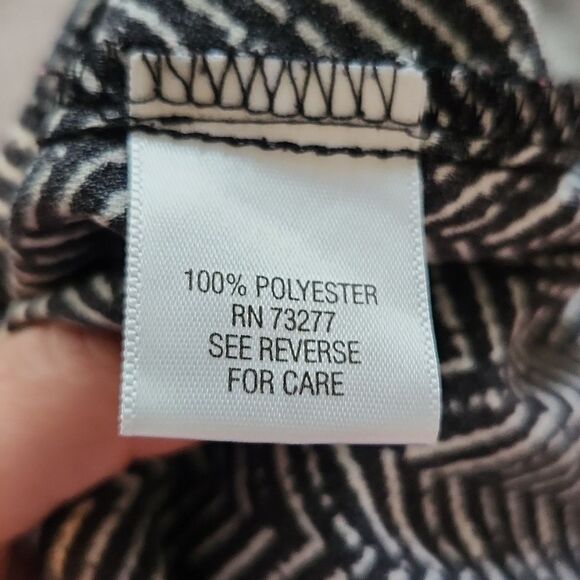 100% POLYESTER
RN 73277
SEE REVERSE
FOR CARE